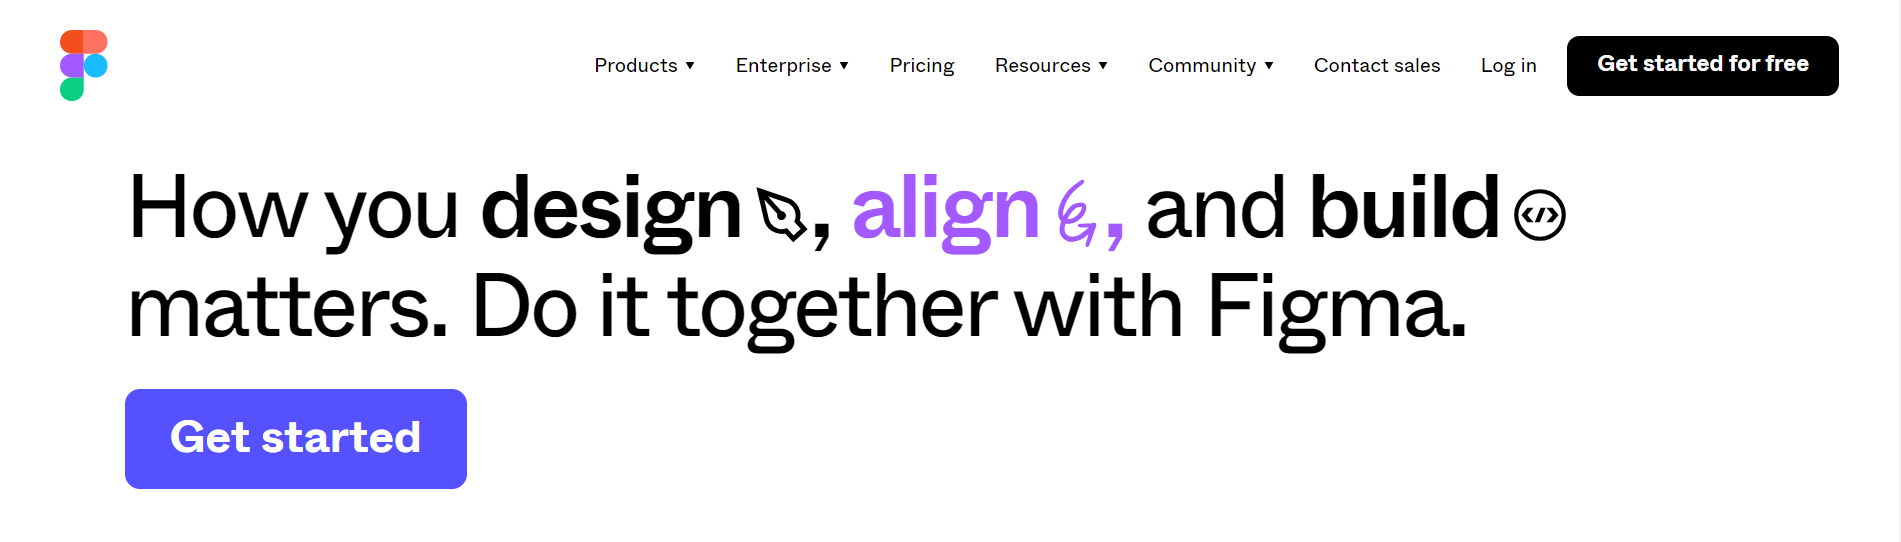 Products Enterprise Pricing Resources Community Contact sales Log in Get started for free
How you design, align, and build
matters. Do it together with Figma.
Get started